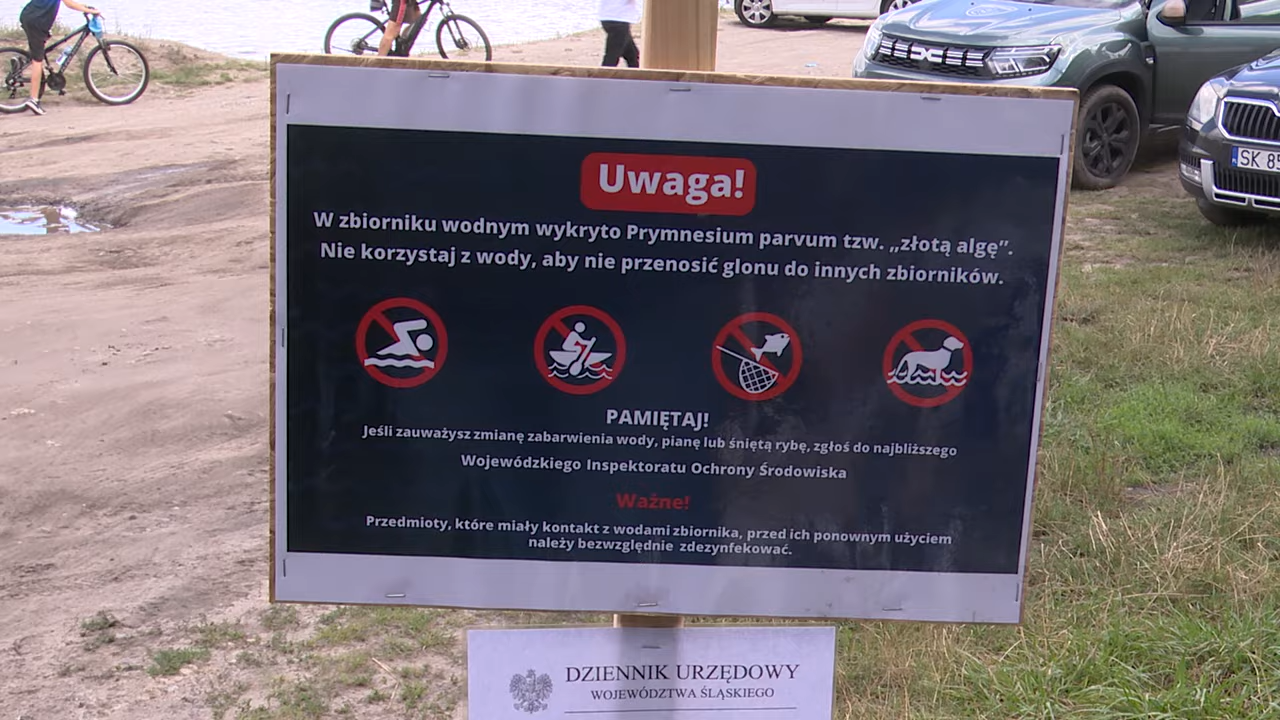 SK 85
Uwaga!
W zbiorniku wodnym wykryto Prymnesium parvum tzw. „złotą algę”.
Nie korzystaj z wody, aby nie przenosić glonu do innych zbiorników.
PAMIĘTAJ!
Jeśli zauważysz zmianę zabarwienia wody, pianę lub śniętą rybę, zgłoś do najbliższego
Wojewódzkiego Inspektoratu Ochrony Środowiska
Ważne!
Przedmioty, które miały kontakt z wodami zbiornika, przed ich ponownym użyciem
należy bezwzględnie zdezynfekować.
DZIENNIK URZĘDOWY
WOJEWÓDZTWA ŚLĄSKIEGO